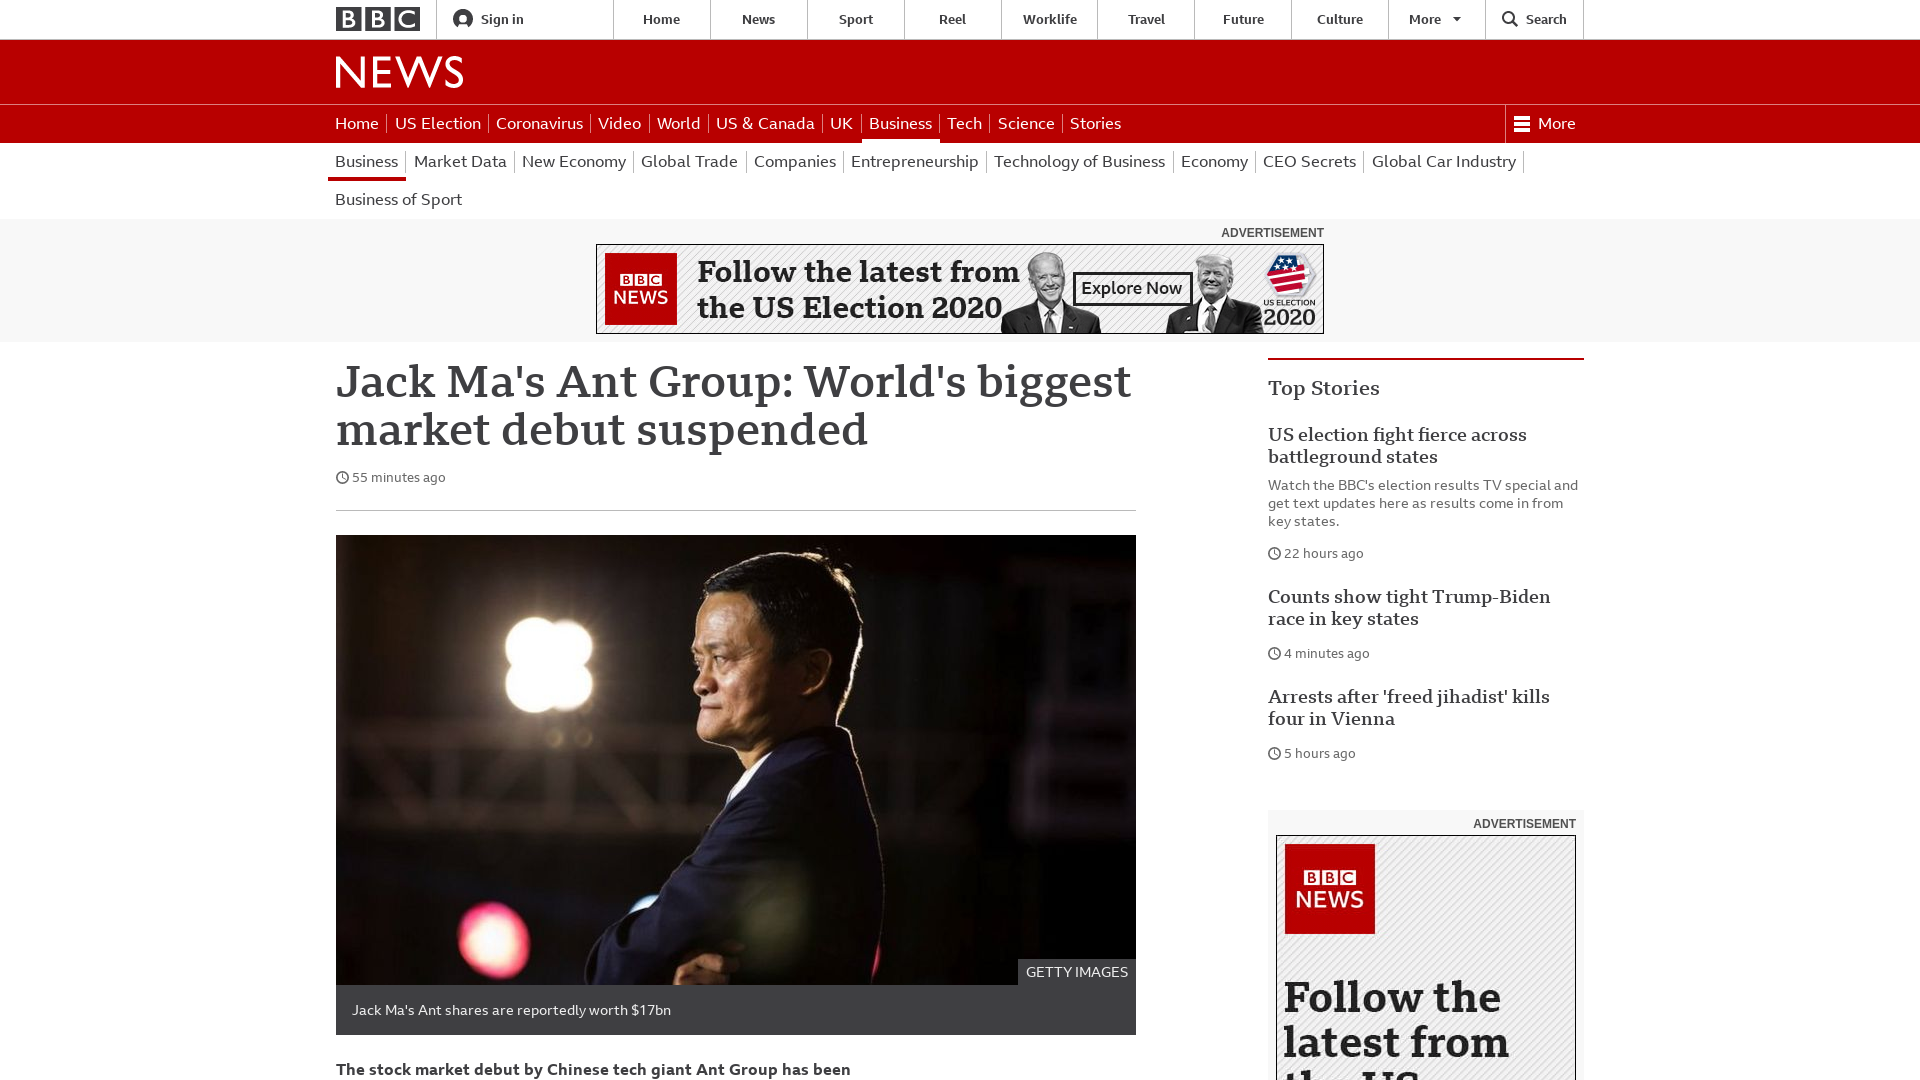 BBC
Sign in
Home
News
Sport
Reel
Worklife
Travel
Future
Culture
More
Search
NEWS
Home
US Election
Coronavirus
Video
World
US & Canada
UK
Business
Tech
Science
Stories
More
Business
Market Data
New Economy
Global Trade
Companies
Entrepreneurship
Technology of Business
Economy
CEO Secrets
Global Car Industry
Business of Sport
ADVERTISEMENT
BBC
NEWS
Follow the latest from
the US Election 2020
Explore Now
US ELECTION
2020
Jack Ma's Ant Group: World's biggest
market debut suspended
55 minutes ago
GETTY IMAGES
Jack Ma's Ant shares are reportedly worth $17bn
The stock market debut by Chinese tech giant Ant Group has been
Top Stories
US election fight fierce across
battleground states
Watch the BBC's election results TV special and
get text updates here as results come in from
key states.
22 hours ago
Counts show tight Trump-Biden
race in key states
4 minutes ago
Arrests after 'freed jihadist' kills
four in Vienna
5 hours ago
ADVERTISEMENT
BBC
NEWS
Follow the
latest from
the US